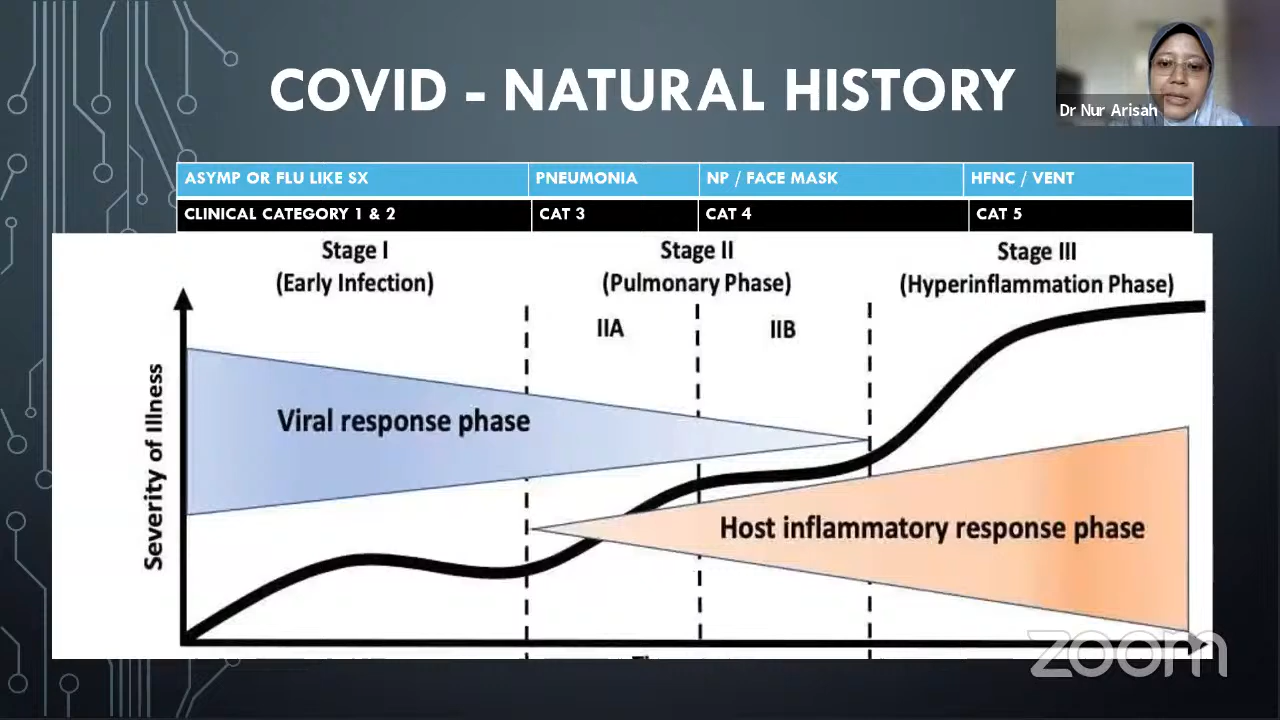 COVID - NATURAL HISTORY
Dr Nur Arisah
ASYMP OR FLU LIKE SX
PNEUMONIA
NP / FACE MASK
HFNC / VENT
CLINICAL CATEGORY 1 & 2
CAT 3
CAT 4
CAT 5
Stage I
(Early Infection)
Stage II
(Pulmonary Phase)
Stage III
(Hyperinflammation Phase)
IIA
IIB
Severity of Illness
Viral response phase
Host inflammatory response phase
zoom